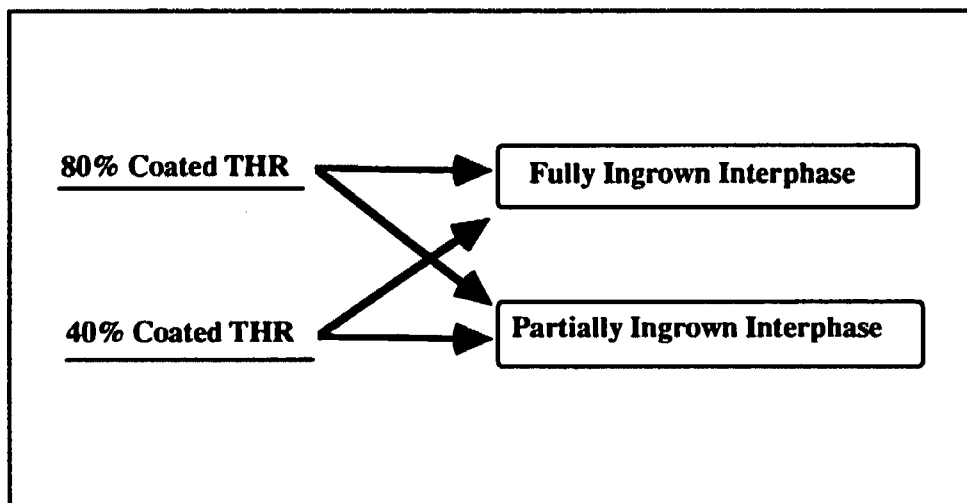 80% Coated THR
Fully Ingrown Interphase
40% Coated THR
Partially Ingrown Interphase